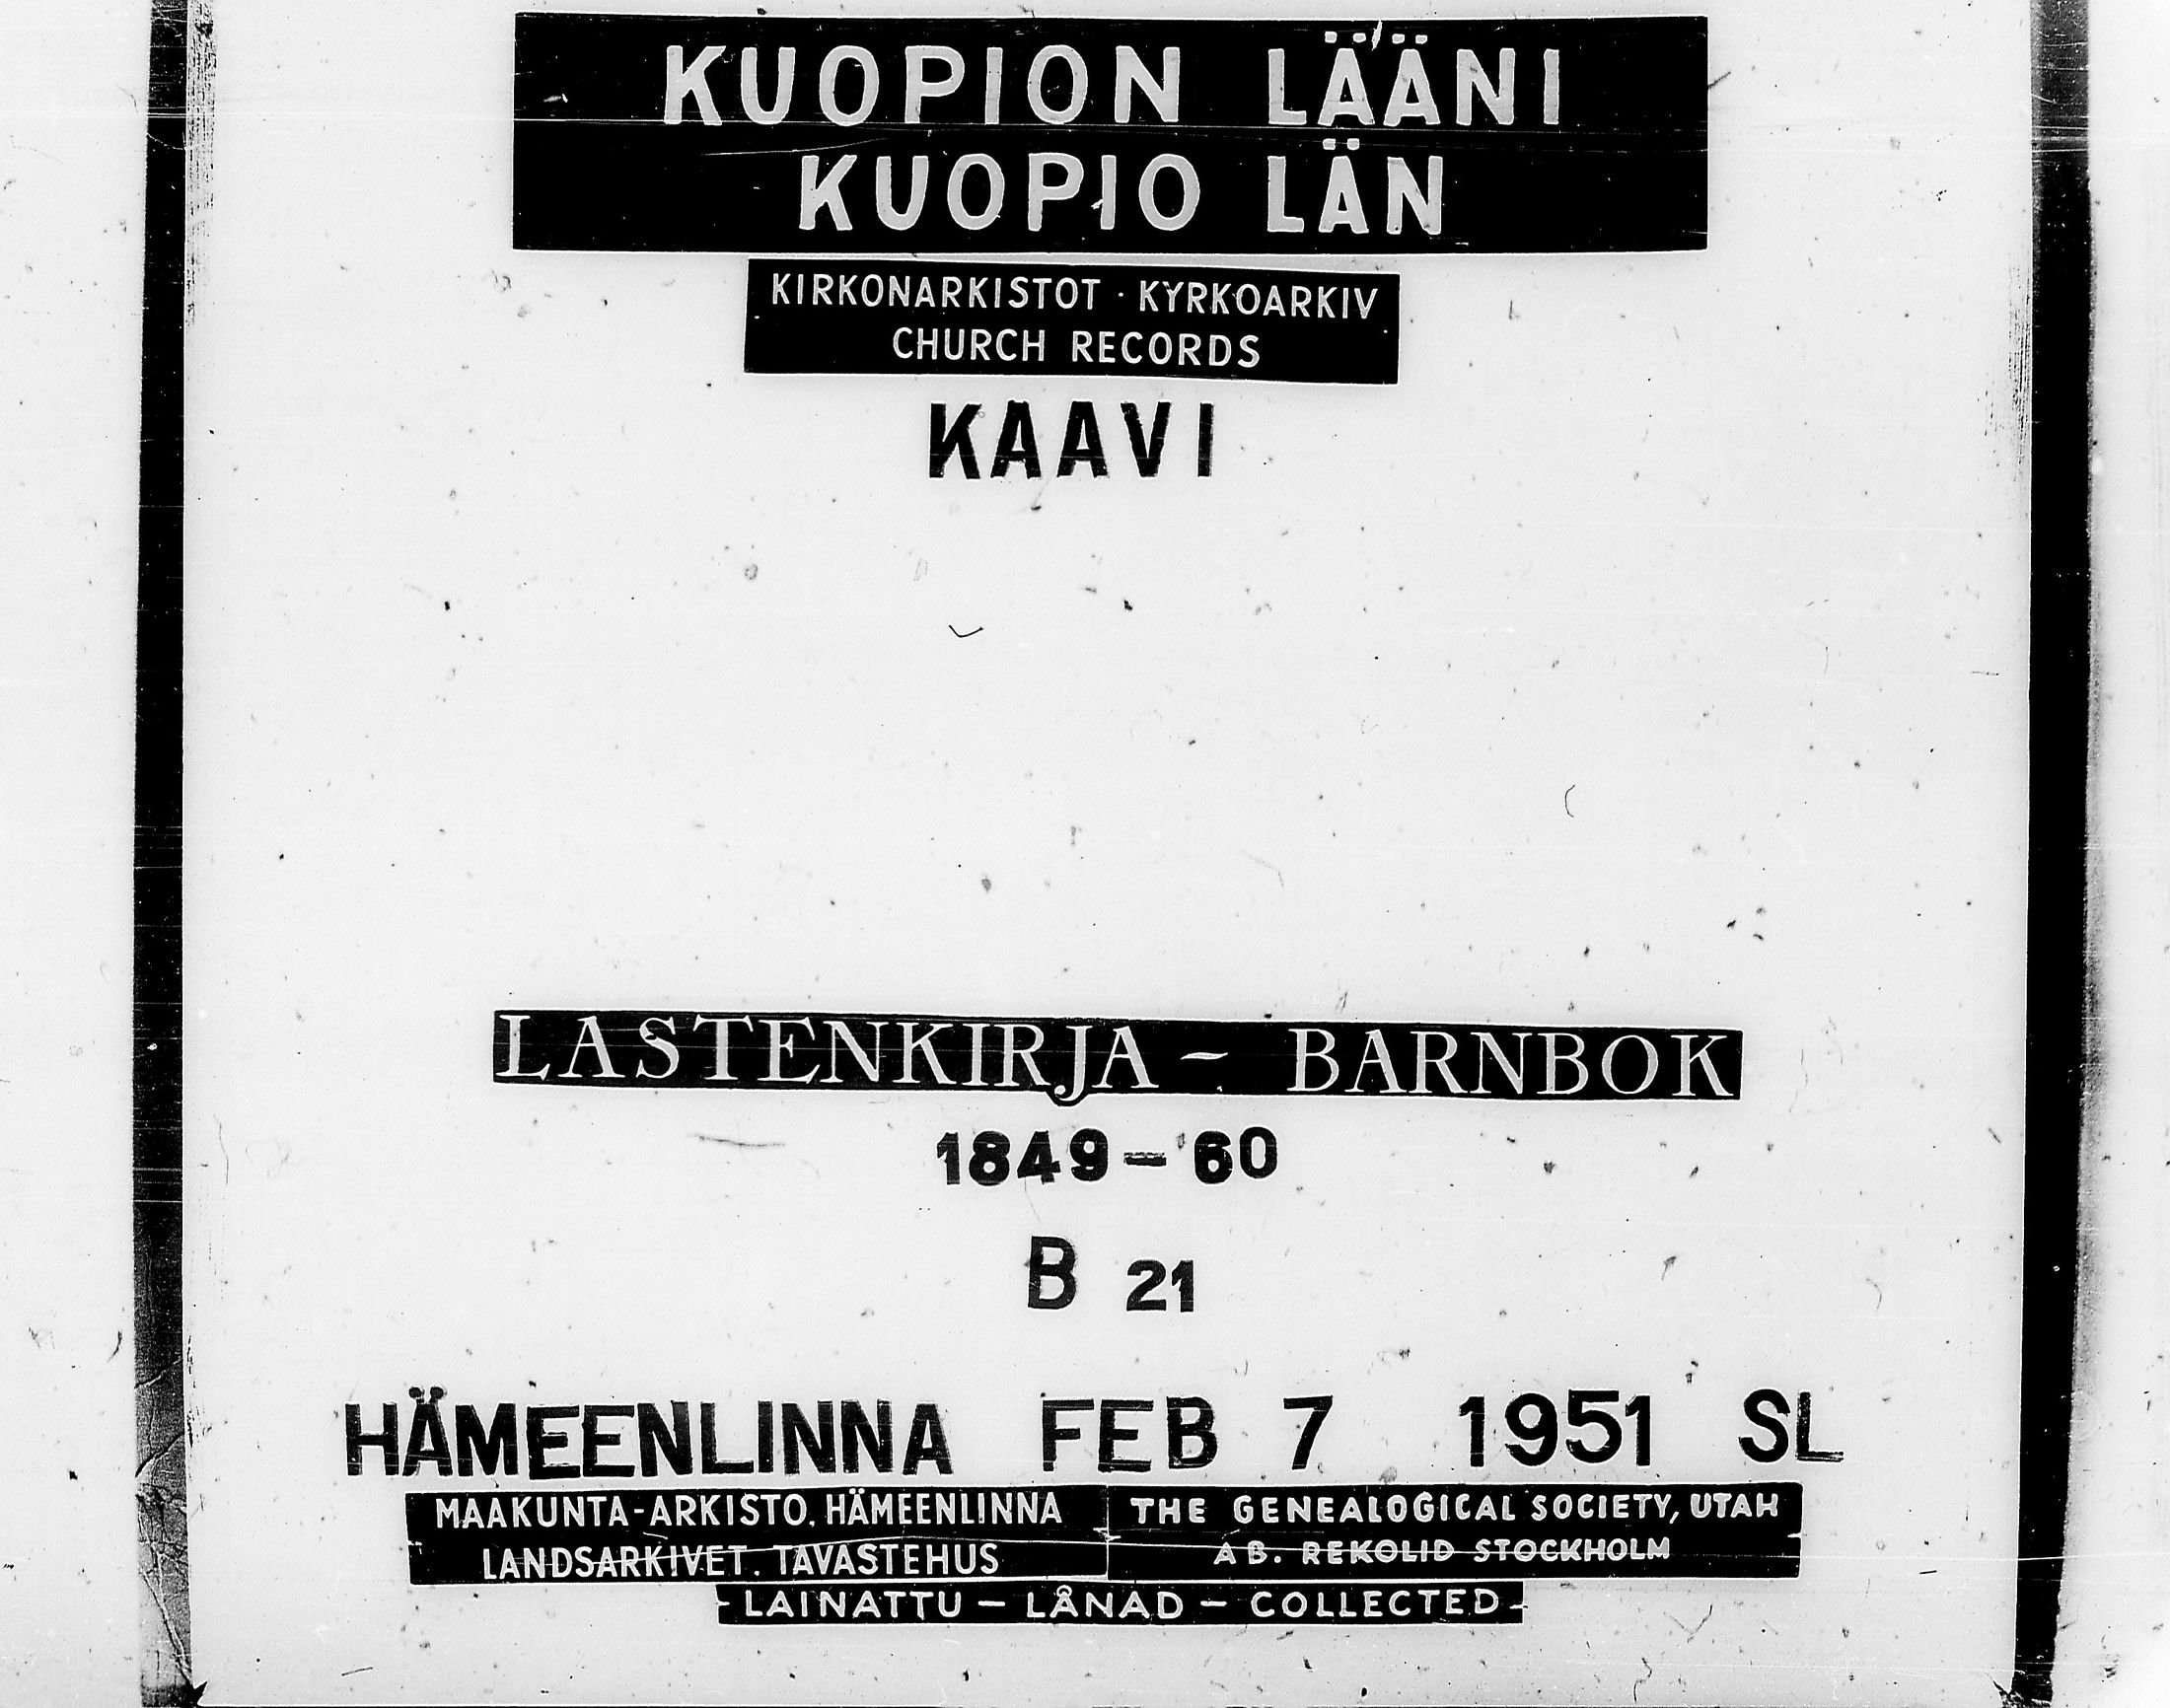 KUOPION LÄÄNI
KUOPIO LÄN
KIRKONARKISTOT · KYRKOARKIV
CHURCH RECORDS
KAAVI
LASTENKIRJA - BARNBOK
1849-60
B 21
HÄMEENLINNA FEB 7 1951 SL
MAAKUNTA-ARKISTO, HÄMEENLINNA
LANDSARKIVET. TAVASTEHUS
THE GENEALOGICAL SOCIETY, UTAH
AB. REKOLID STOCKHOLM
LAINATTU - LÅNAD - COLLECTED